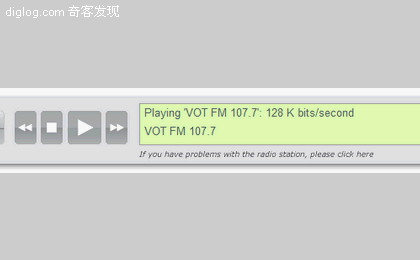 diglog.com 奇客发现
Playing 'VOT FM 107.7': 128 K bits/second
VOT FM 107.7
If you have problems with the radio station, please click here